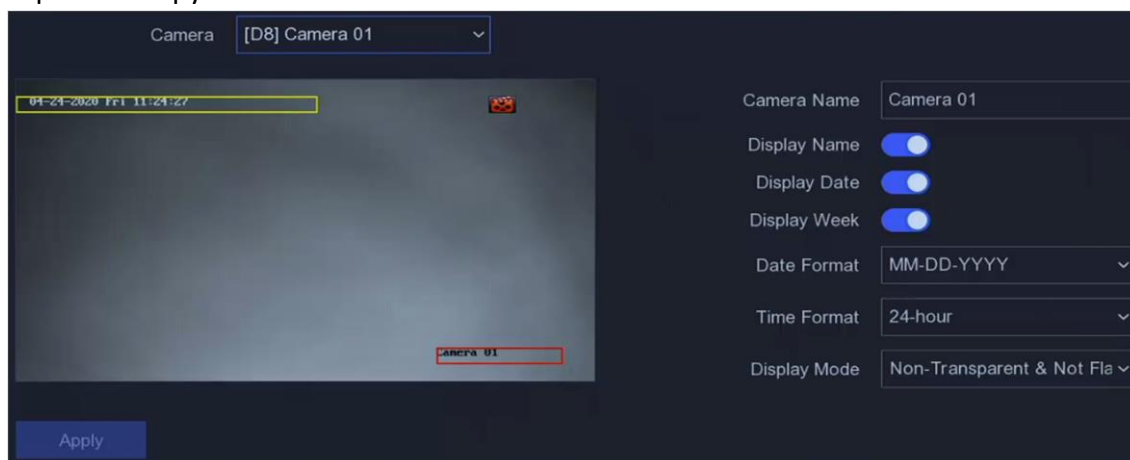 Camera [D8] Camera 01
04-24-2020 Fri 11:24:27
Camera 01
Camera Name Camera 01
Display Name
Display Date
Display Week
Date Format MM-DD-YYYY
Time Format 24-hour
Display Mode Non-Transparent & Not Fla
Apply